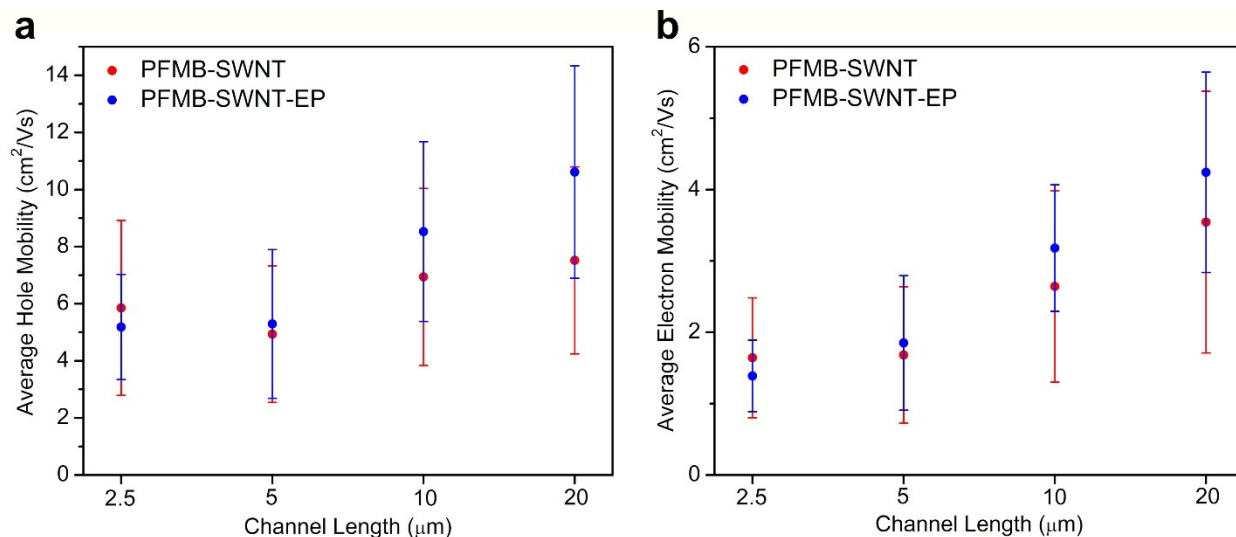 a
PFMB-SWNT
PFMB-SWNT-EP
Average Hole Mobility (cm²/Vs)
14
12
10
8
6
4
2
0
2.5 5 10 20
Channel Length (μm)
b
PFMB-SWNT
PFMB-SWNT-EP
Average Electron Mobility (cm²/Vs)
6
4
2
0
2.5 5 10 20
Channel Length (μm)